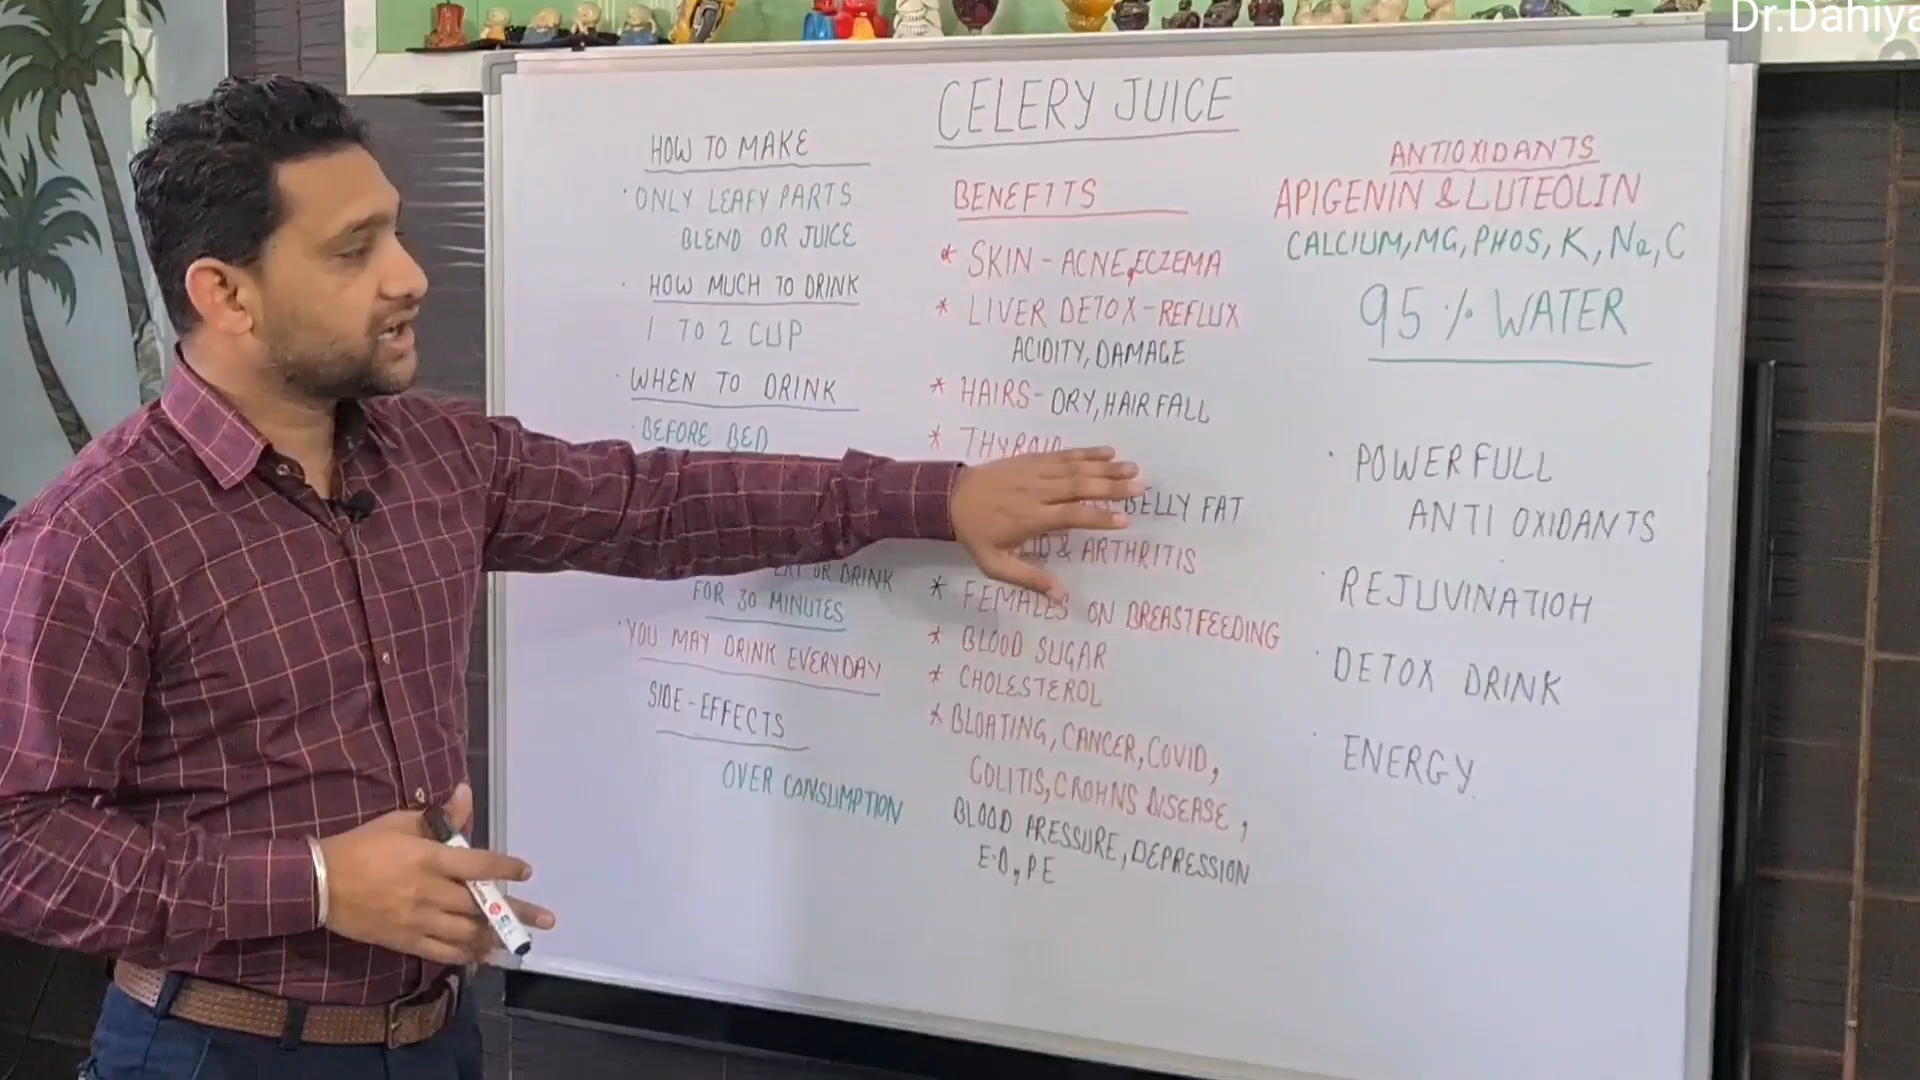 Dr.Dahiya
CELERY JUICE
HOW TO MAKE
· ONLY LEAFY PARTS
BLEND OR JUICE
· HOW MUCH TO DRINK
1 TO 2 CUP
· WHEN TO DRINK
· BEFORE BED
OR DRINK
FOR 30 MINUTES
· YOU MAY DRINK EVERYDAY
SIDE-EFFECTS
OVER CONSUMPTION
BENEFITS
* SKIN - ACNE, ECZEMA
* LIVER DETOX - REFLUX
ACIDITY, DAMAGE
* HAIRS - DRY, HAIR FALL
* THYROID
BELLY FAT
& ARTHRITIS
* FEMALES ON BREASTFEEDING
* BLOOD SUGAR
* CHOLESTEROL
* BLOATING, CANCER, COVID,
COLITIS, CROHNS DISEASE,
BLOOD PRESSURE, DEPRESSION
E.D, PE
ANTIOXIDANTS
APIGENIN & LUTEOLIN
CALCIUM, MG, PHOS, K, Na, C
95 % WATER
· POWERFULL
ANTI OXIDANTS
· REJUVINATION
· DETOX DRINK
· ENERGY